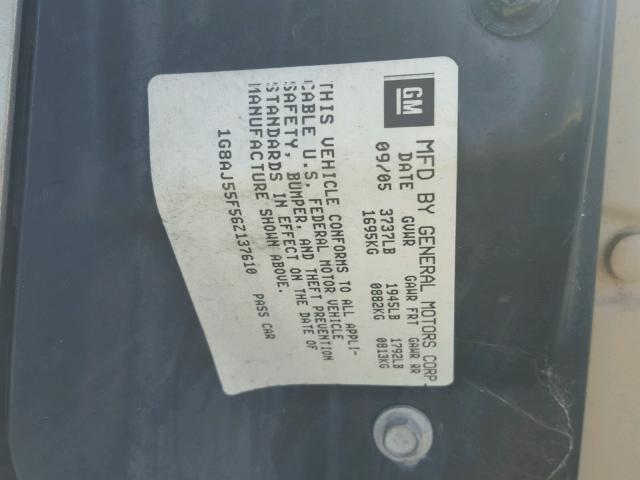 GM
MFD BY GENERAL MOTORS CORP.
DATE GVWR GAWR FRT GAWR RR
09/05 3737LB 1945LB 1792LB
1695KG 0882KG 0813KG
THIS VEHICLE CONFORMS TO ALL APPLI-
CABLE U.S. FEDERAL MOTOR VEHICLE
SAFETY, BUMPER, AND THEFT PREVENTION
STANDARDS IN EFFECT ON THE DATE OF
MANUFACTURE SHOWN ABOVE.
1G8AJ55F56Z137610 PASS CAR